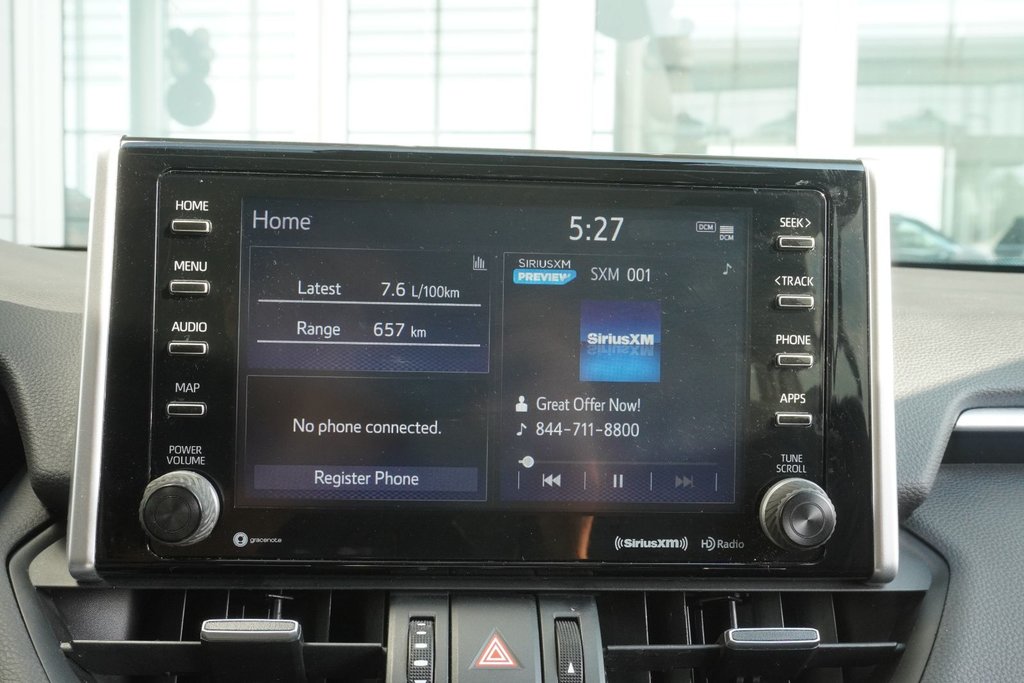 HOME
MENU
AUDIO
MAP
POWER
VOLUME
Home
5:27
DCM
DCM
Latest 7.6 L/100km
Range 657 km
No phone connected.
Register Phone
SIRIUSXM
PREVIEW
SXM 001
SiriusXM
Great Offer Now!
844-711-8800
SEEK>
<TRACK
PHONE
APPS
TUNE
SCROLL
gracenote
((SiriusXM))
HD Radio